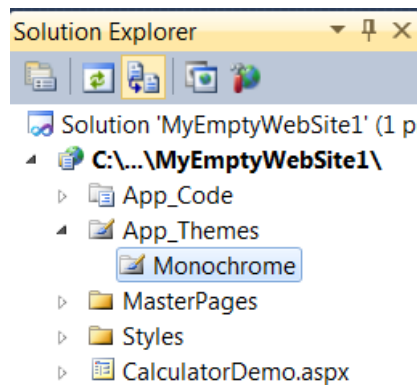 Solution Explorer
Solution 'MyEmptyWebSite1' (1 p
C:\...\MyEmptyWebSite1\
App_Code
App_Themes
Monochrome
MasterPages
Styles
CalculatorDemo.aspx